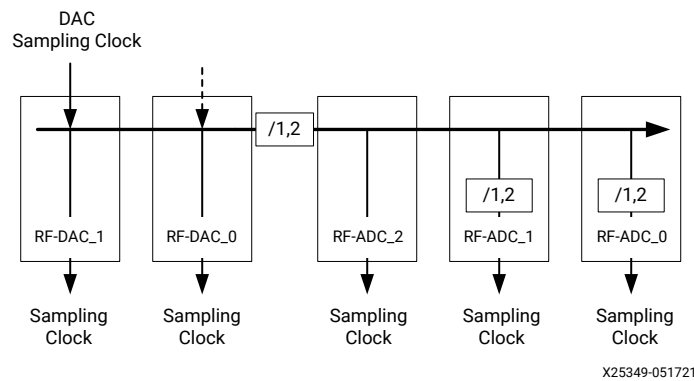 DAC
Sampling Clock
/1,2
/1,2
/1,2
RF-DAC_1
RF-DAC_0
RF-ADC_2
RF-ADC_1
RF-ADC_0
Sampling
Clock
Sampling
Clock
Sampling
Clock
Sampling
Clock
Sampling
Clock
X25349-051721